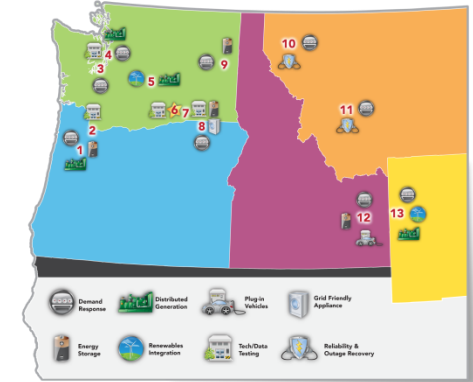 4
3
5
9
10
6
7
8
2
1
11
12
13
Demand
Response
Distributed
Generation
Plug-in
Vehicles
Grid Friendly
Appliance
Energy
Storage
Renewables
Integration
Tech/Data
Testing
Reliability &
Outage Recovery